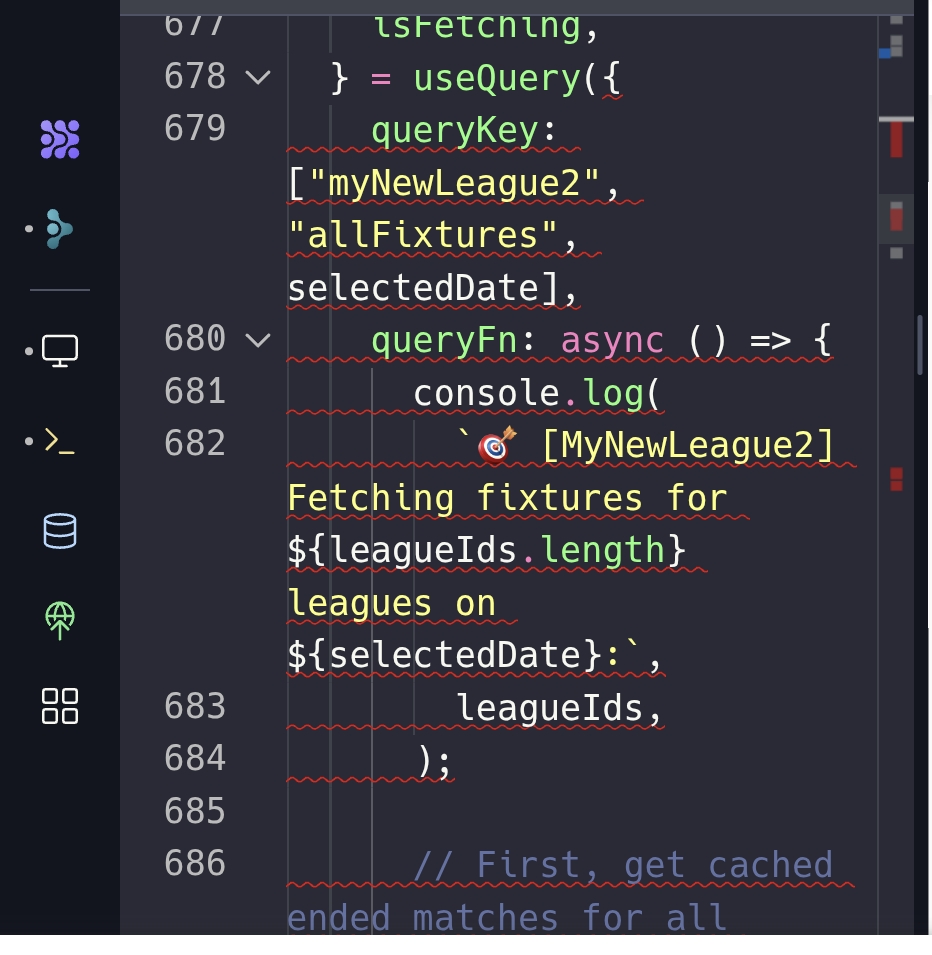 677 isFetching,
678 } = useQuery({
679 queryKey:
["myNewLeague2",
"allFixtures",
selectedDate],
680 queryFn: async () => {
681 console.log(
682 `🎯 [MyNewLeague2]
Fetching fixtures for
${leagueIds.length}
leagues on
${selectedDate}:`,
683 leagueIds,
684 );
685
686 // First, get cached
ended matches for all